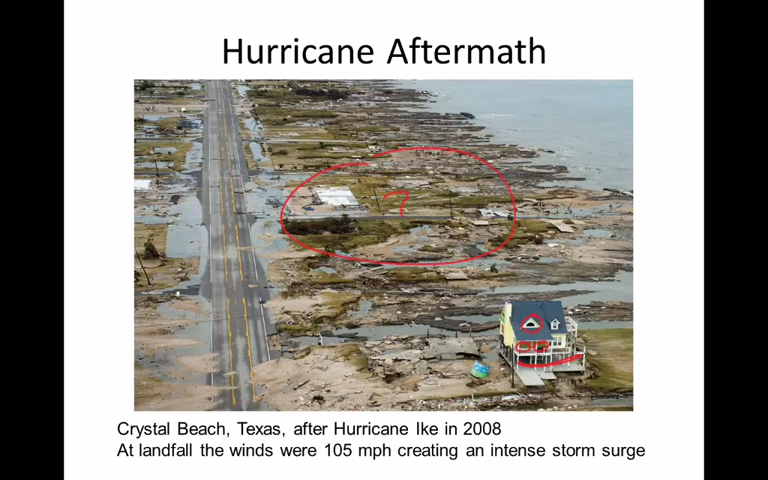 Hurricane Aftermath
?
Crystal Beach, Texas, after Hurricane Ike in 2008
At landfall the winds were 105 mph creating an intense storm surge